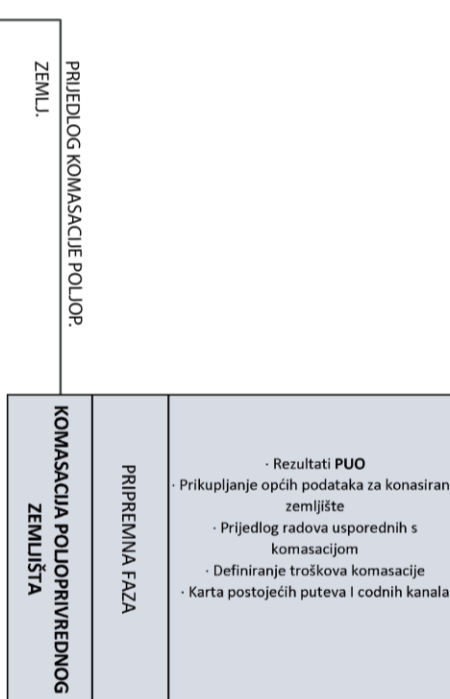 PRIJEDLOG KOMASACIJE POLJOP.
ZEMLJ.
KOMASACIJA POLJOPRIVREDNOG
ZEMLJIŠTA
PRIPREMNA FAZA
· Rezultati PUO
· Prikupljanje općih podataka za konasiran
zemljište
· Prijedlog radova usporednih s
komasacijom
· Definiranje troškova komasacije
· Karta postojećih puteva I codnih kanala